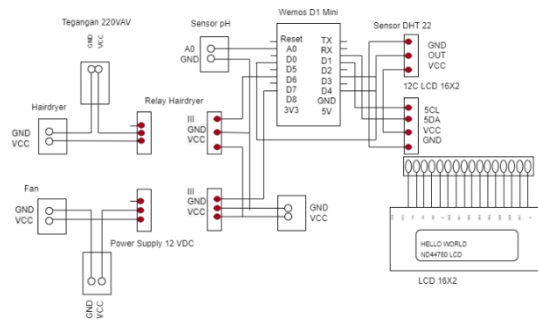 Tegangan 220VAV
GND
VCC
Hairdryer
GND
VCC
Relay Hairdryer
Fan
GND
VCC
Power Supply 12 VDC
GND
VCC
Sensor pH
A0
GND
III
GND
VCC
III
GND
VCC
GND
VCC
Wemos D1 Mini
Reset
A0
D0
D5
D6
D7
D8
3V3
TX
RX
D1
D2
D3
D4
GND
5V
Sensor DHT 22
GND
OUT
VCC
12C LCD 16X2
5CL
5DA
VCC
GND
HELLO WORLD
ND44780 LCD
LCD 16X2